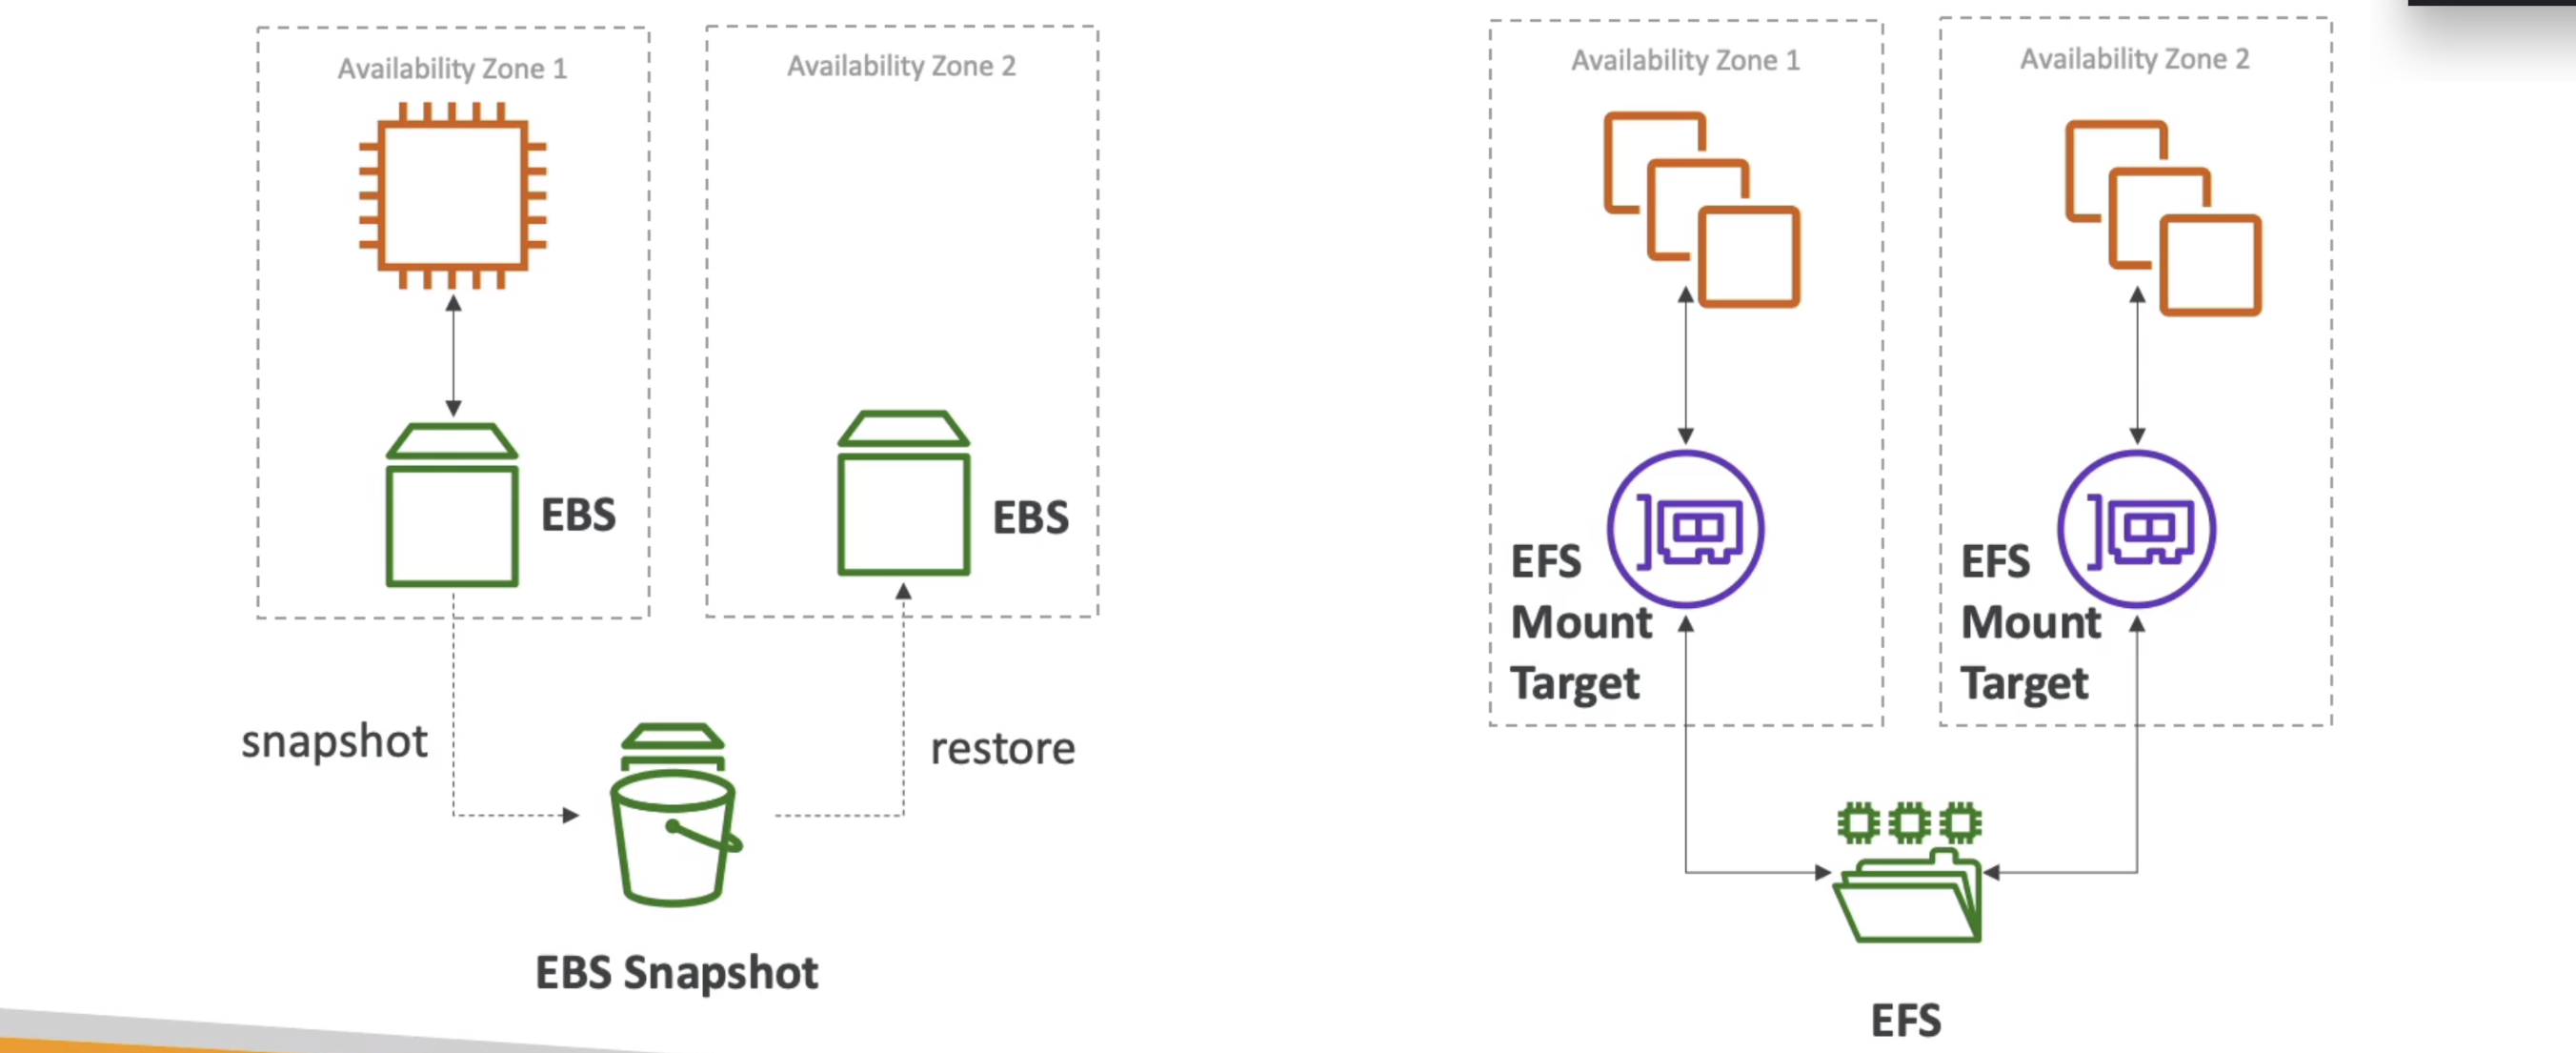 Availability Zone 1
Availability Zone 2
EBS
EBS
snapshot
restore
EBS Snapshot
Availability Zone 1
Availability Zone 2
EFS
Mount
Target
EFS
Mount
Target
EFS